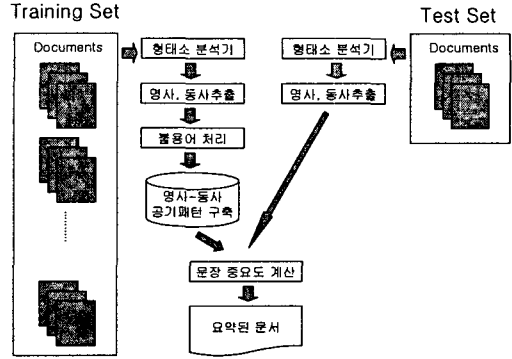 Training Set
Test Set
Documents
형태소 분석기
형태소 분석기
Documents
명사, 동사추출
명사, 동사추출
불용어 처리
명사-동사
공기패턴 구축
문장 중요도 계산
요약된 문서